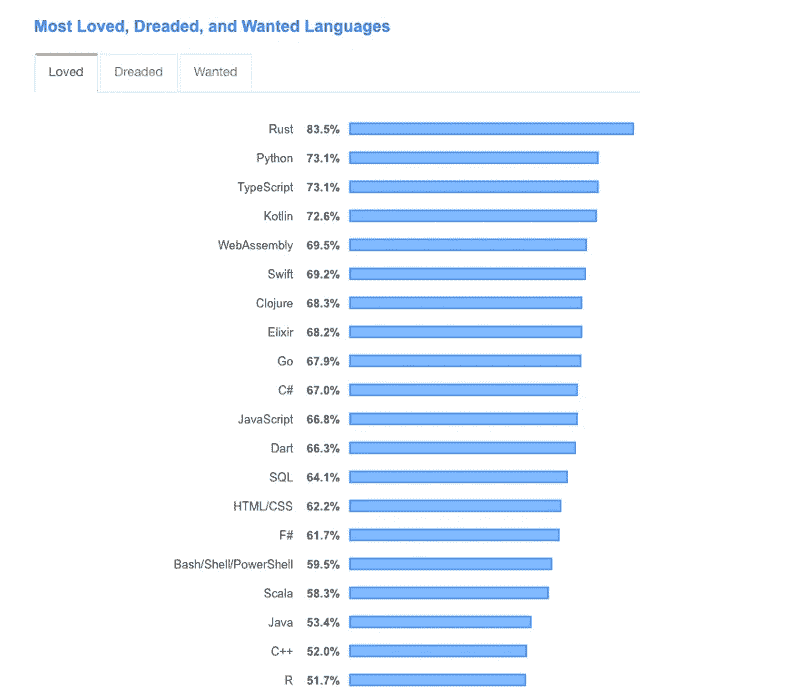 Most Loved, Dreaded, and Wanted Languages
Loved Dreaded Wanted
Rust 83.5%
Python 73.1%
TypeScript 73.1%
Kotlin 72.6%
WebAssembly 69.5%
Swift 69.2%
Clojure 68.3%
Elixir 68.2%
Go 67.9%
C# 67.0%
JavaScript 66.8%
Dart 66.3%
SQL 64.1%
HTML/CSS 62.2%
F# 61.7%
Bash/Shell/PowerShell 59.5%
Scala 58.3%
Java 53.4%
C++ 52.0%
R 51.7%